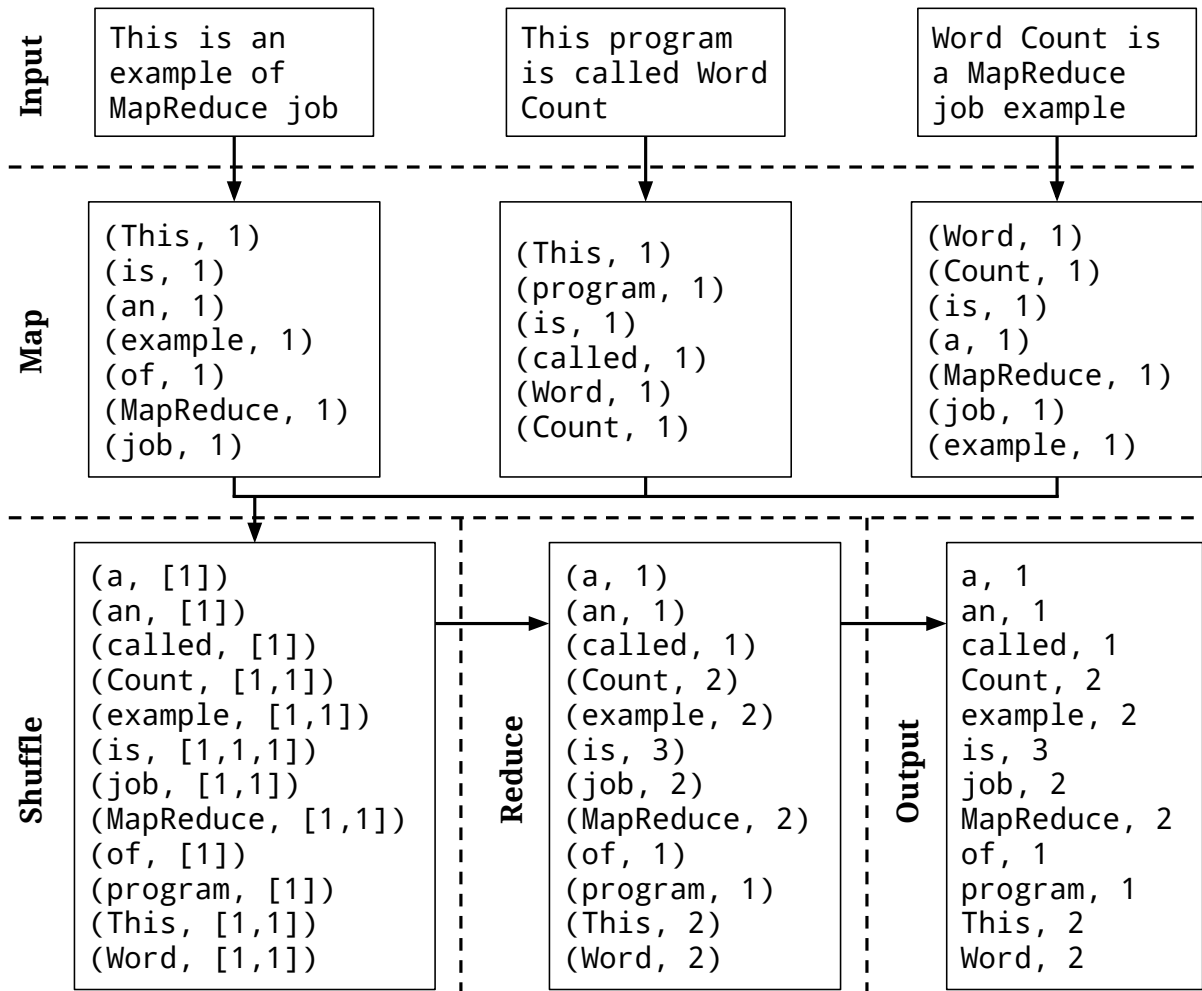 Input
This is an
example of
MapReduce job
This program
is called Word
Count
Word Count is
a MapReduce
job example
Map
(This, 1)
(is, 1)
(an, 1)
(example, 1)
(of, 1)
(MapReduce, 1)
(job, 1)
(This, 1)
(program, 1)
(is, 1)
(called, 1)
(Word, 1)
(Count, 1)
(Word, 1)
(Count, 1)
(is, 1)
(a, 1)
(MapReduce, 1)
(job, 1)
(example, 1)
Shuffle
(a, [1])
(an, [1])
(called, [1])
(Count, [1,1])
(example, [1,1])
(is, [1,1,1])
(job, [1,1])
(MapReduce, [1,1])
(of, [1])
(program, [1])
(This, [1,1])
(Word, [1,1])
Reduce
(a, 1)
(an, 1)
(called, 1)
(Count, 2)
(example, 2)
(is, 3)
(job, 2)
(MapReduce, 2)
(of, 1)
(program, 1)
(This, 2)
(Word, 2)
Output
a, 1
an, 1
called, 1
Count, 2
example, 2
is, 3
job, 2
MapReduce, 2
of, 1
program, 1
This, 2
Word, 2